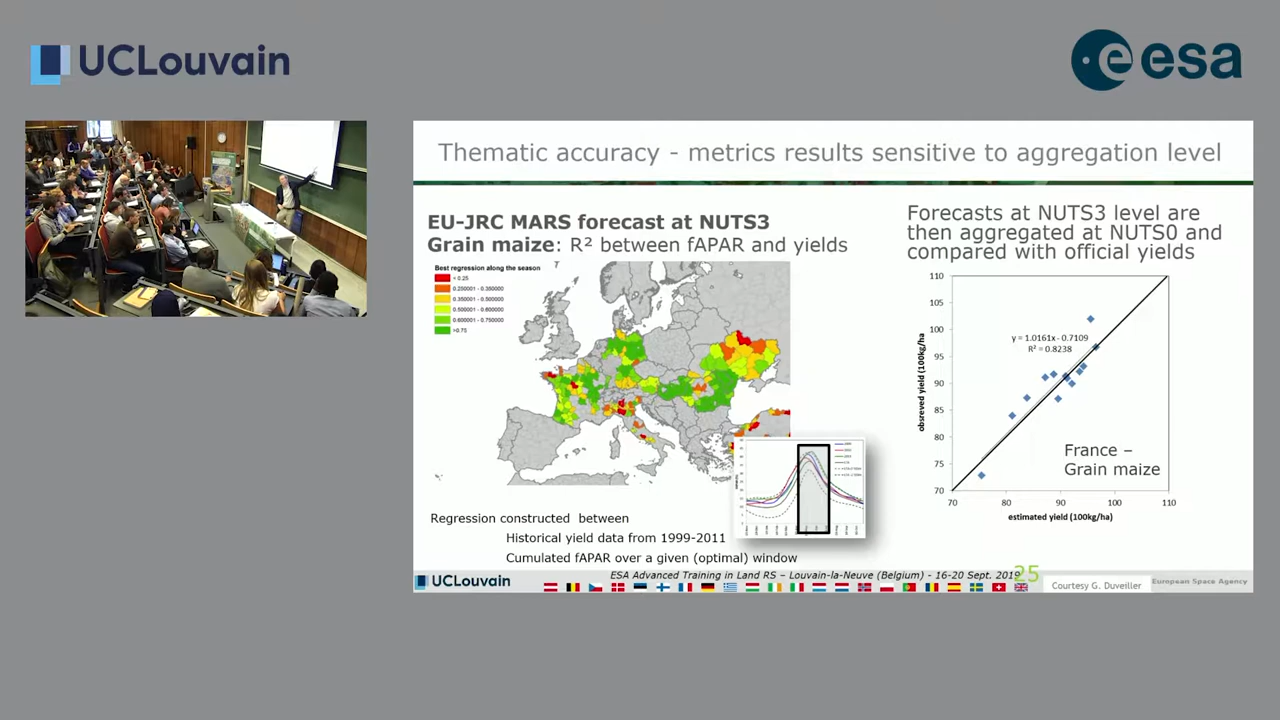 UCLouvain
esa
Thematic accuracy - metrics results sensitive to aggregation level
EU-JRC MARS forecast at NUTS3
Grain maize: R² between fAPAR and yields
Best regression along the season
< 0.25
0.250001 - 0.350000
0.350001 - 0.500000
0.500001 - 0.600000
0.600001 - 0.750000
>0.75
Regression constructed between
Historical yield data from 1999-2011
Cumulated fAPAR over a given (optimal) window
Forecasts at NUTS3 level are
then aggregated at NUTS0 and
compared with official yields
110
105
100
95
90
85
80
75
70
obsreved yield (100kg/ha)
y = 1.0161x - 0.7109
R² = 0.8238
France –
Grain maize
70
80
90
100
110
estimated yield (100kg/ha)
UCLouvain
ESA Advanced Training in Land RS – Louvain-la-Neuve (Belgium) - 16-20 Sept. 2019
25
Courtesy G. Duveiller
European Space Agency